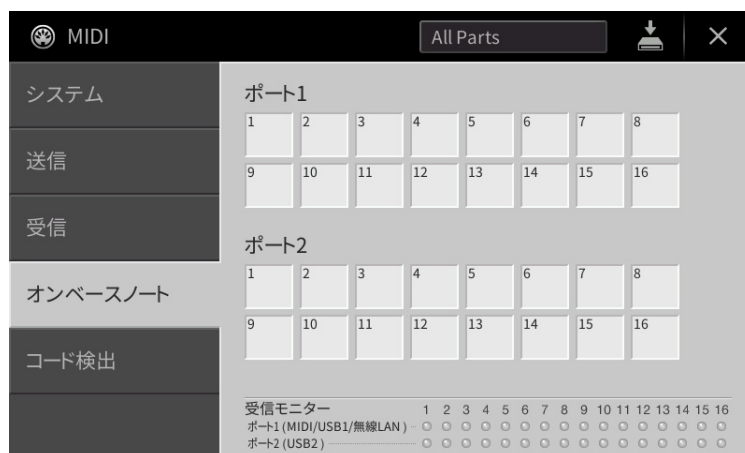 MIDI
All Parts
システム
送信
受信
オンベースノート
コード検出
ポート1
1 2 3 4 5 6 7 8
9 10 11 12 13 14 15 16
ポート2
1 2 3 4 5 6 7 8
9 10 11 12 13 14 15 16
受信モニター 1 2 3 4 5 6 7 8 9 10 11 12 13 14 15 16
ポート1 (MIDI/USB1/無線LAN)
ポート2 (USB2)